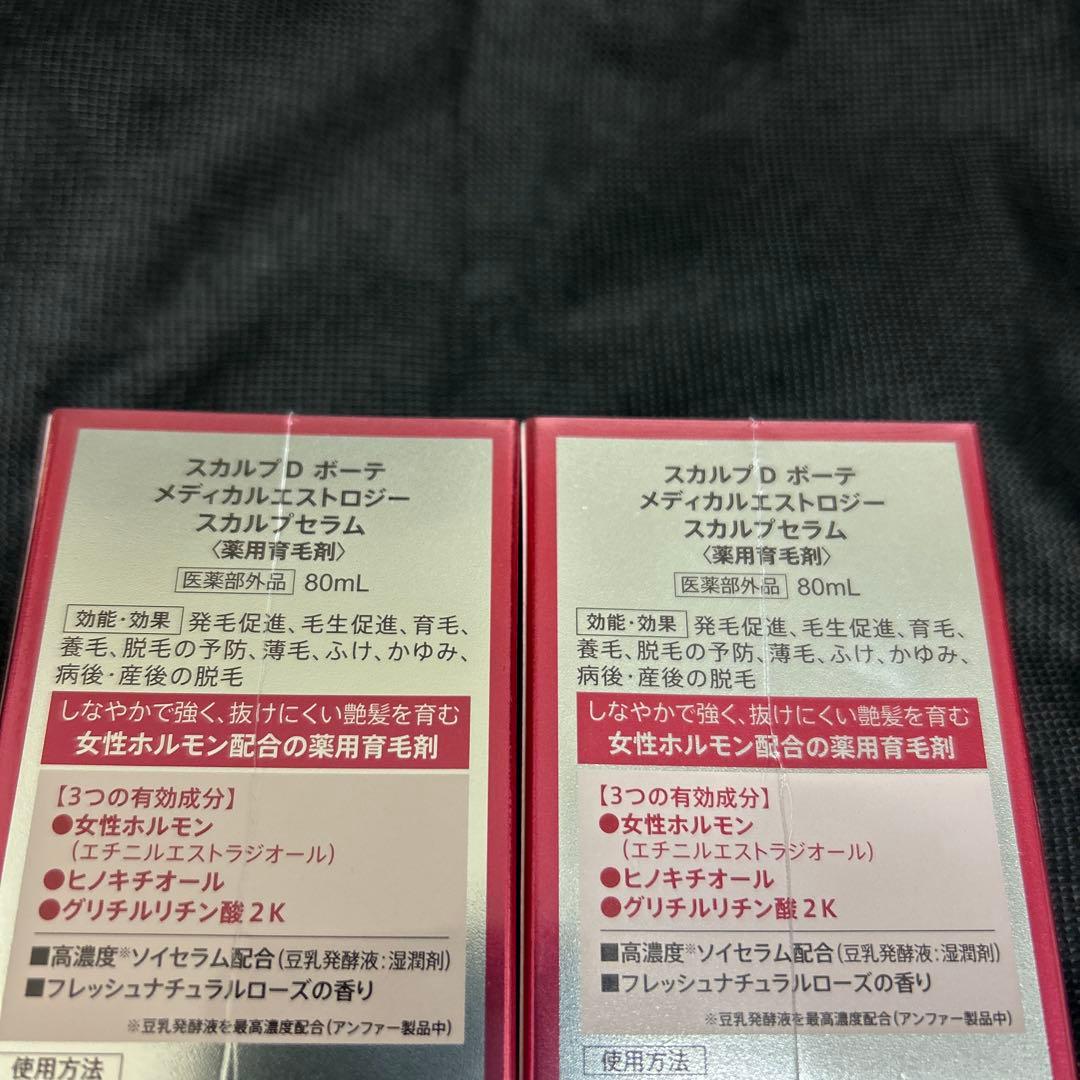 スカルプD ボーテ
メディカルエストロジー
スカルプセラム
〈薬用育毛剤〉
医薬部外品 80mL
効能・効果 発毛促進、毛生促進、育毛、
養毛、脱毛の予防、薄毛、ふけ、かゆみ、
病後・産後の脱毛
しなやかで強く、抜けにくい艶髪を育む
女性ホルモン配合の薬用育毛剤
【3つの有効成分】
●女性ホルモン
（エチニルエストラジオール）
●ヒノキチオール
●グリチルリチン酸2K
■高濃度※ソイセラム配合（豆乳発酵液：湿潤剤）
■フレッシュナチュラルローズの香り
※豆乳発酵液を最高濃度配合（アンファー製品中）
使用方法
スカルプD ボーテ
メディカルエストロジー
スカルプセラム
〈薬用育毛剤〉
医薬部外品 80mL
効能・効果 発毛促進、毛生促進、育毛、
養毛、脱毛の予防、薄毛、ふけ、かゆみ、
病後・産後の脱毛
しなやかで強く、抜けにくい艶髪を育む
女性ホルモン配合の薬用育毛剤
【3つの有効成分】
●女性ホルモン
（エチニルエストラジオール）
●ヒノキチオール
●グリチルリチン酸2K
■高濃度※ソイセラム配合（豆乳発酵液：湿潤剤）
■フレッシュナチュラルローズの香り
※豆乳発酵液を最高濃度配合（アンファー製品中）
使用方法